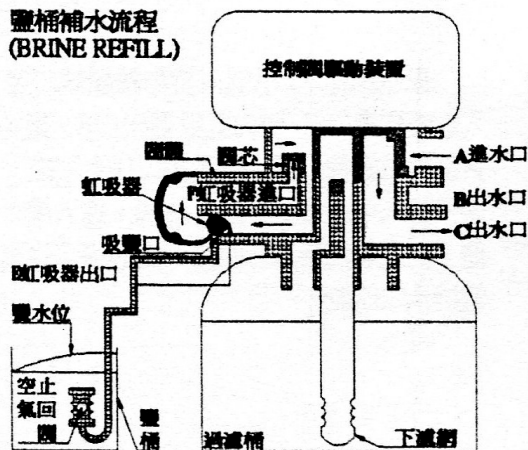 鹽桶補水流程
(BRINE REFILL)
控制閥驅動裝置
閥芯
A進水口
B出水口
C出水口
虹吸器
F虹吸器進口
吸鹽口
E虹吸器出口
鹽水位
空止
氣回
閥
鹽
桶
過濾桶
下濾網